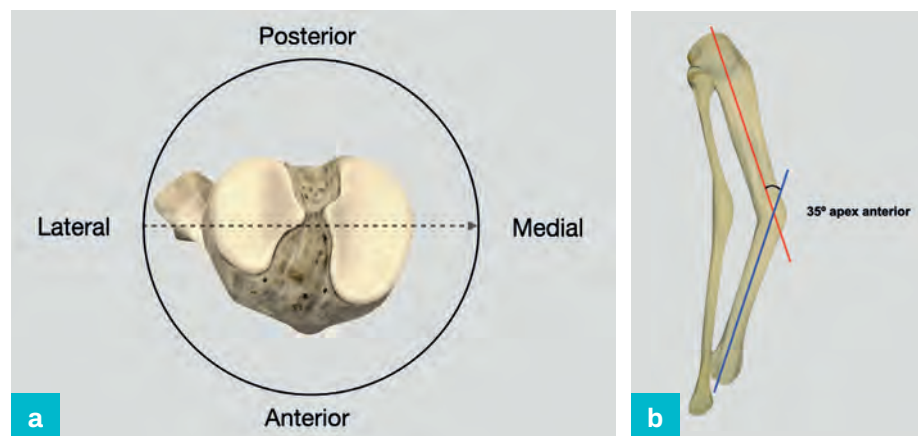 Posterior
Lateral
Medial
Anterior
a
35º apex anterior
b